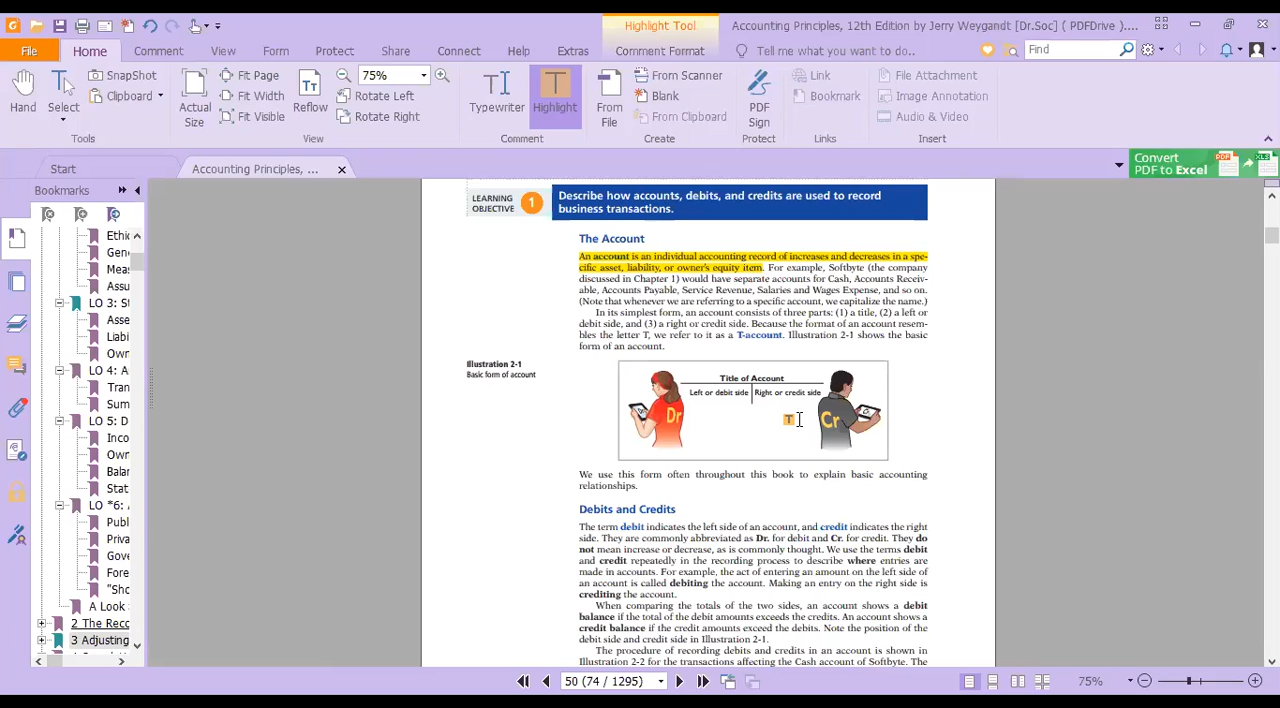 Highlight Tool
Accounting Principles, 12th Edition by Jerry Weygandt [Dr.Soc] ( PDFDrive )....
File
Home
Comment
View
Form
Protect
Share
Connect
Help
Extras
Comment Format
Tell me what you want to do..
Find
Hand
Select
SnapShot
Clipboard
Tools
Actual
Size
Fit Page
Fit Width
Fit Visible
Reflow
75%
Rotate Left
Rotate Right
View
Typewriter
Highlight
Comment
From
File
From Scanner
Blank
From Clipboard
Create
PDF
Sign
Protect
Link
Bookmark
Links
File Attachment
Image Annotation
Audio & Video
Insert
Start
Accounting Principles, ...
Convert
PDF to Excel
Bookmarks
Ethic
Gene
Meas
Assu
LO 3: S
Asse
Liabi
Own
LO 4: A
Tran
Sum
LO 5: D
Inco
Own
Balar
Stat
LO *6:
Publ
Priva
Gove
Fore
"Sho
A Look
2 The Reco
3 Adjusting
LEARNING
OBJECTIVE
1
Describe how accounts, debits, and credits are used to record
business transactions.
The Account
An account is an individual accounting record of increases and decreases in a spe-
cific asset, liability, or owner's equity item. For example, Softbyte (the company
discussed in Chapter 1) would have separate accounts for Cash, Accounts Receiv-
able, Accounts Payable, Service Revenue, Salaries and Wages Expense, and so on.
(Note that whenever we are referring to a specific account, we capitalize the name.)
In its simplest form, an account consists of three parts: (1) a title, (2) a left or
debit side, and (3) a right or credit side. Because the format of an account resem-
bles the letter T, we refer to it as a T-account. Illustration 2-1 shows the basic
form of an account.
Illustration 2-1
Basic form of account
Title of Account
Left or debit side
Right or credit side
Dr
Dr
Cr
Cr
T
We use this form often throughout this book to explain basic accounting
relationships.
Debits and Credits
The term debit indicates the left side of an account, and credit indicates the right
side. They are commonly abbreviated as Dr. for debit and Cr. for credit. They do
not mean increase or decrease, as is commonly thought. We use the terms debit
and credit repeatedly in the recording process to describe where entries are
made in accounts. For example, the act of entering an amount on the left side of
an account is called debiting the account. Making an entry on the right side is
crediting the account.
When comparing the totals of the two sides, an account shows a debit
balance if the total of the debit amounts exceeds the credits. An account shows a
credit balance if the credit amounts exceed the debits. Note the position of the
debit side and credit side in Illustration 2-1.
The procedure of recording debits and credits in an account is shown in
Illustration 2-2 for the transactions affecting the Cash account of Softbyte. The
50 (74 / 1295)
75%